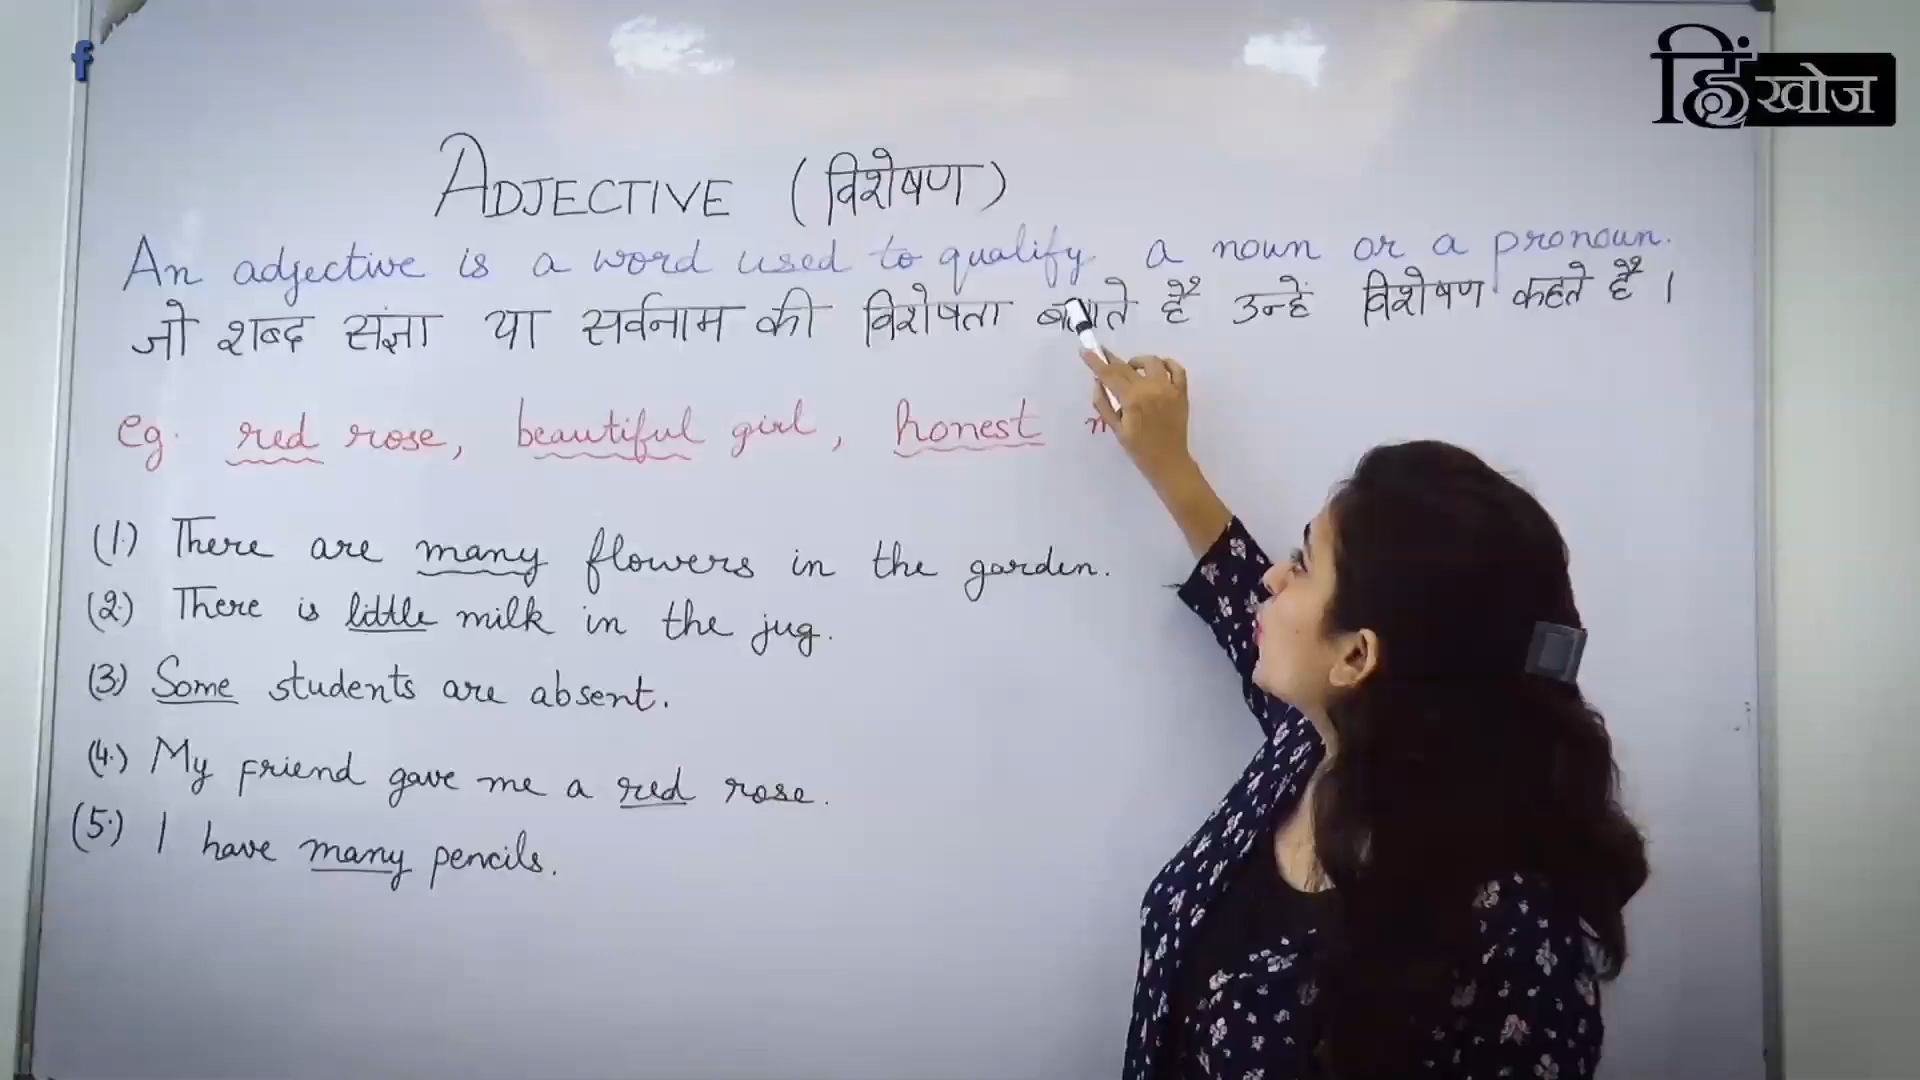 f
हिंखोज
ADJECTIVE (विशेषण)
An adjective is a word used to qualify a noun or a pronoun.
जो शब्द संज्ञा या सर्वनाम की विशेषता हैं उन्हें विशेषण कहते हैं ।
eg. red rose, beautiful girl, honest
(1.) There are many flowers in the garden.
(2.) There is little milk in the jug.
(3.) Some students are absent.
(4.) My friend gave me a red rose.
(5.) I have many pencils.